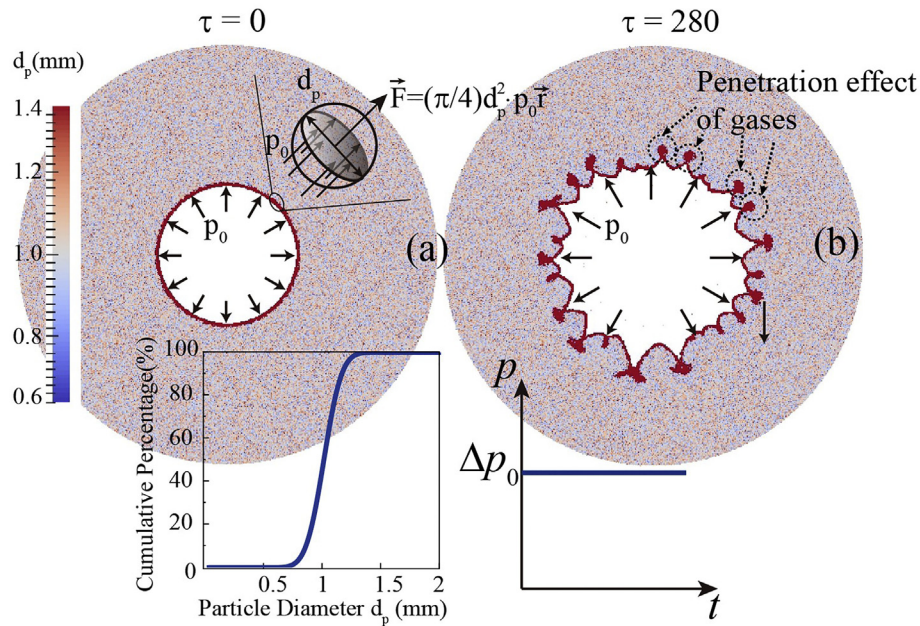 τ = 0
τ = 280
d_p(mm)
1.4
1.2
1.0
0.8
0.6
d_p
p_0
F⃗=(π/4)d_p^2·p_0r⃗
p_0
(a)
Penetration effect
of gases
p_0
(b)
Cumulative Percentage(%)
100
80
60
40
20
0
0.5
1
1.5
2
Particle Diameter d_p (mm)
p
Δp_0
t